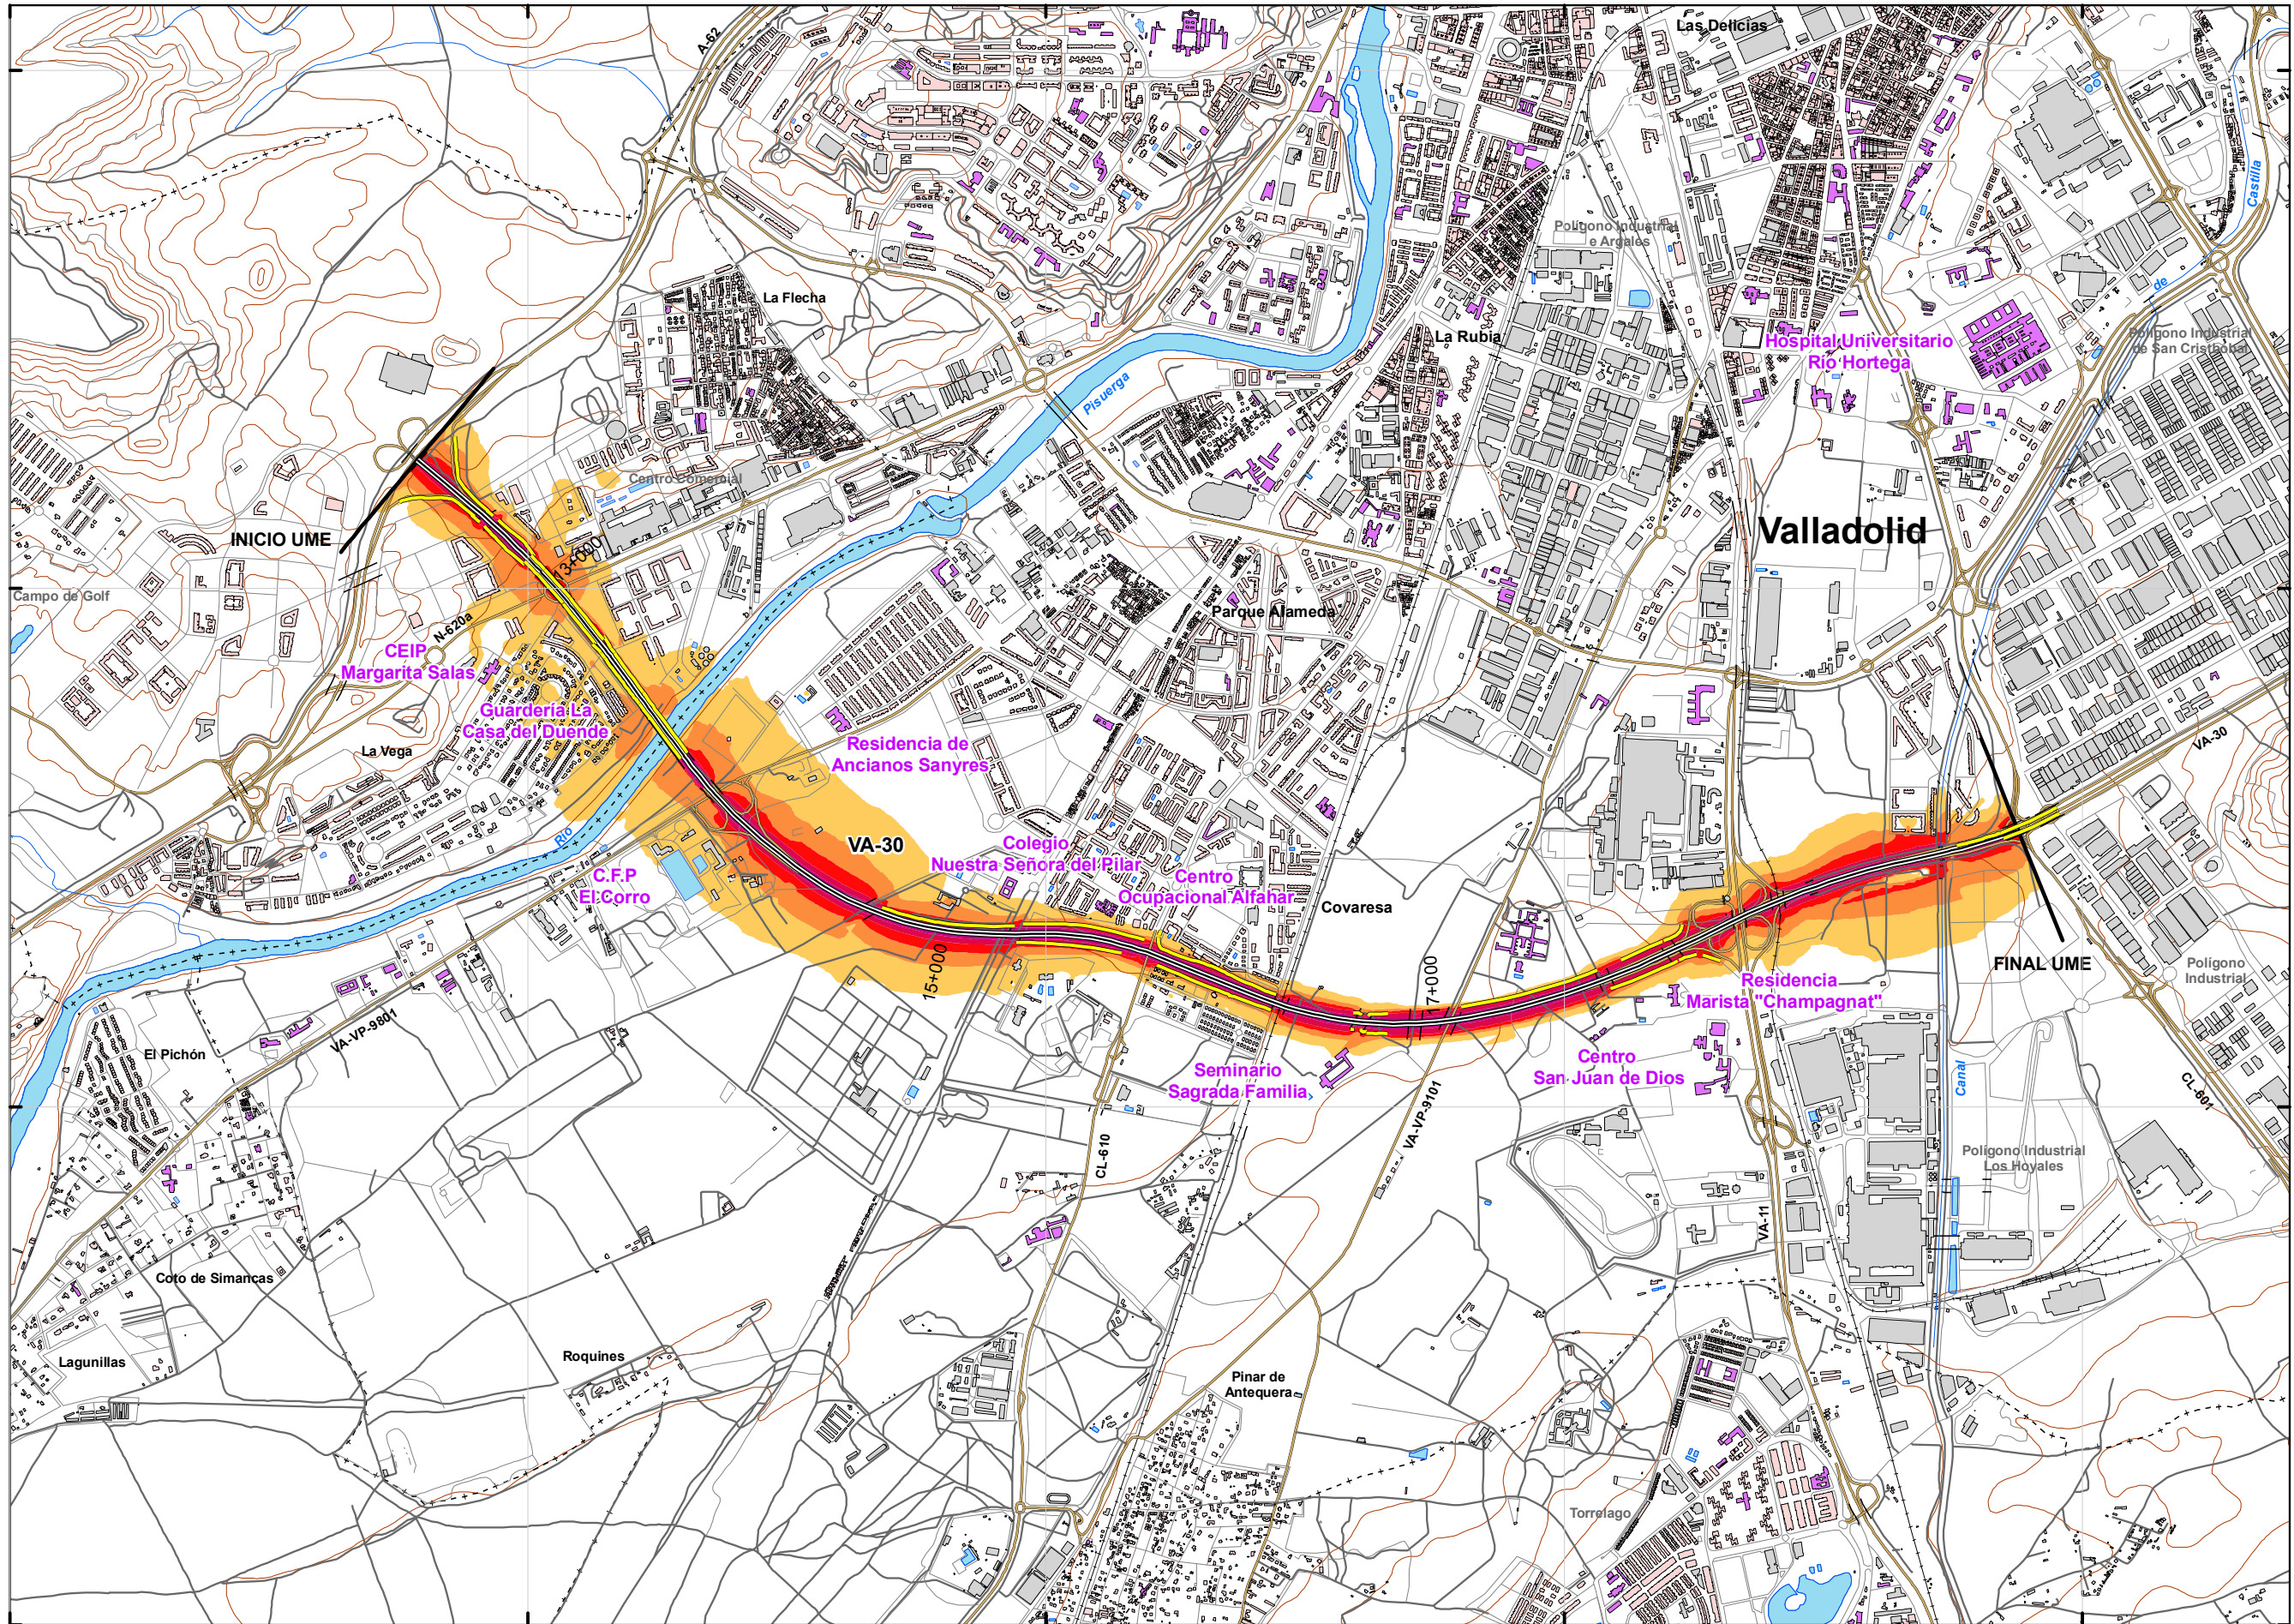 Las Delicias
A-62
Castilla
Polígono Industrial
e Argales
de
La Flecha
La Rubia
Hospital Universitario
Río Hortega
Polígono Industrial
de San Cristhobal
Pisuerga
Centro Comercial
INICIO UME
Valladolid
13+000
Campo de Golf
Parque Alameda
N-620a
CEIP
Margarita Salas
Guardería La
Casa del Duende
La Vega
Residencia de
Ancianos Sanyres
VA-30
Río
VA-30
Colegio
Nuestra Señora del Pilar
C.F.P
El Corro
Centro
Ocupacional Alfahar
Covaresa
15+000
17+000
FINAL UME
Polígono
Industrial
Residencia
Marista "Champagnat"
VA-VP-9801
El Pichón
Seminario
Sagrada Familia
Centro
San Juan de Dios
Canal
CL-601
VA-VP-9101
CL-610
Polígono Industrial
Los Hoyales
VA-11
Coto de Simancas
Lagunillas
Roquines
Pinar de
Antequera
Torrelago